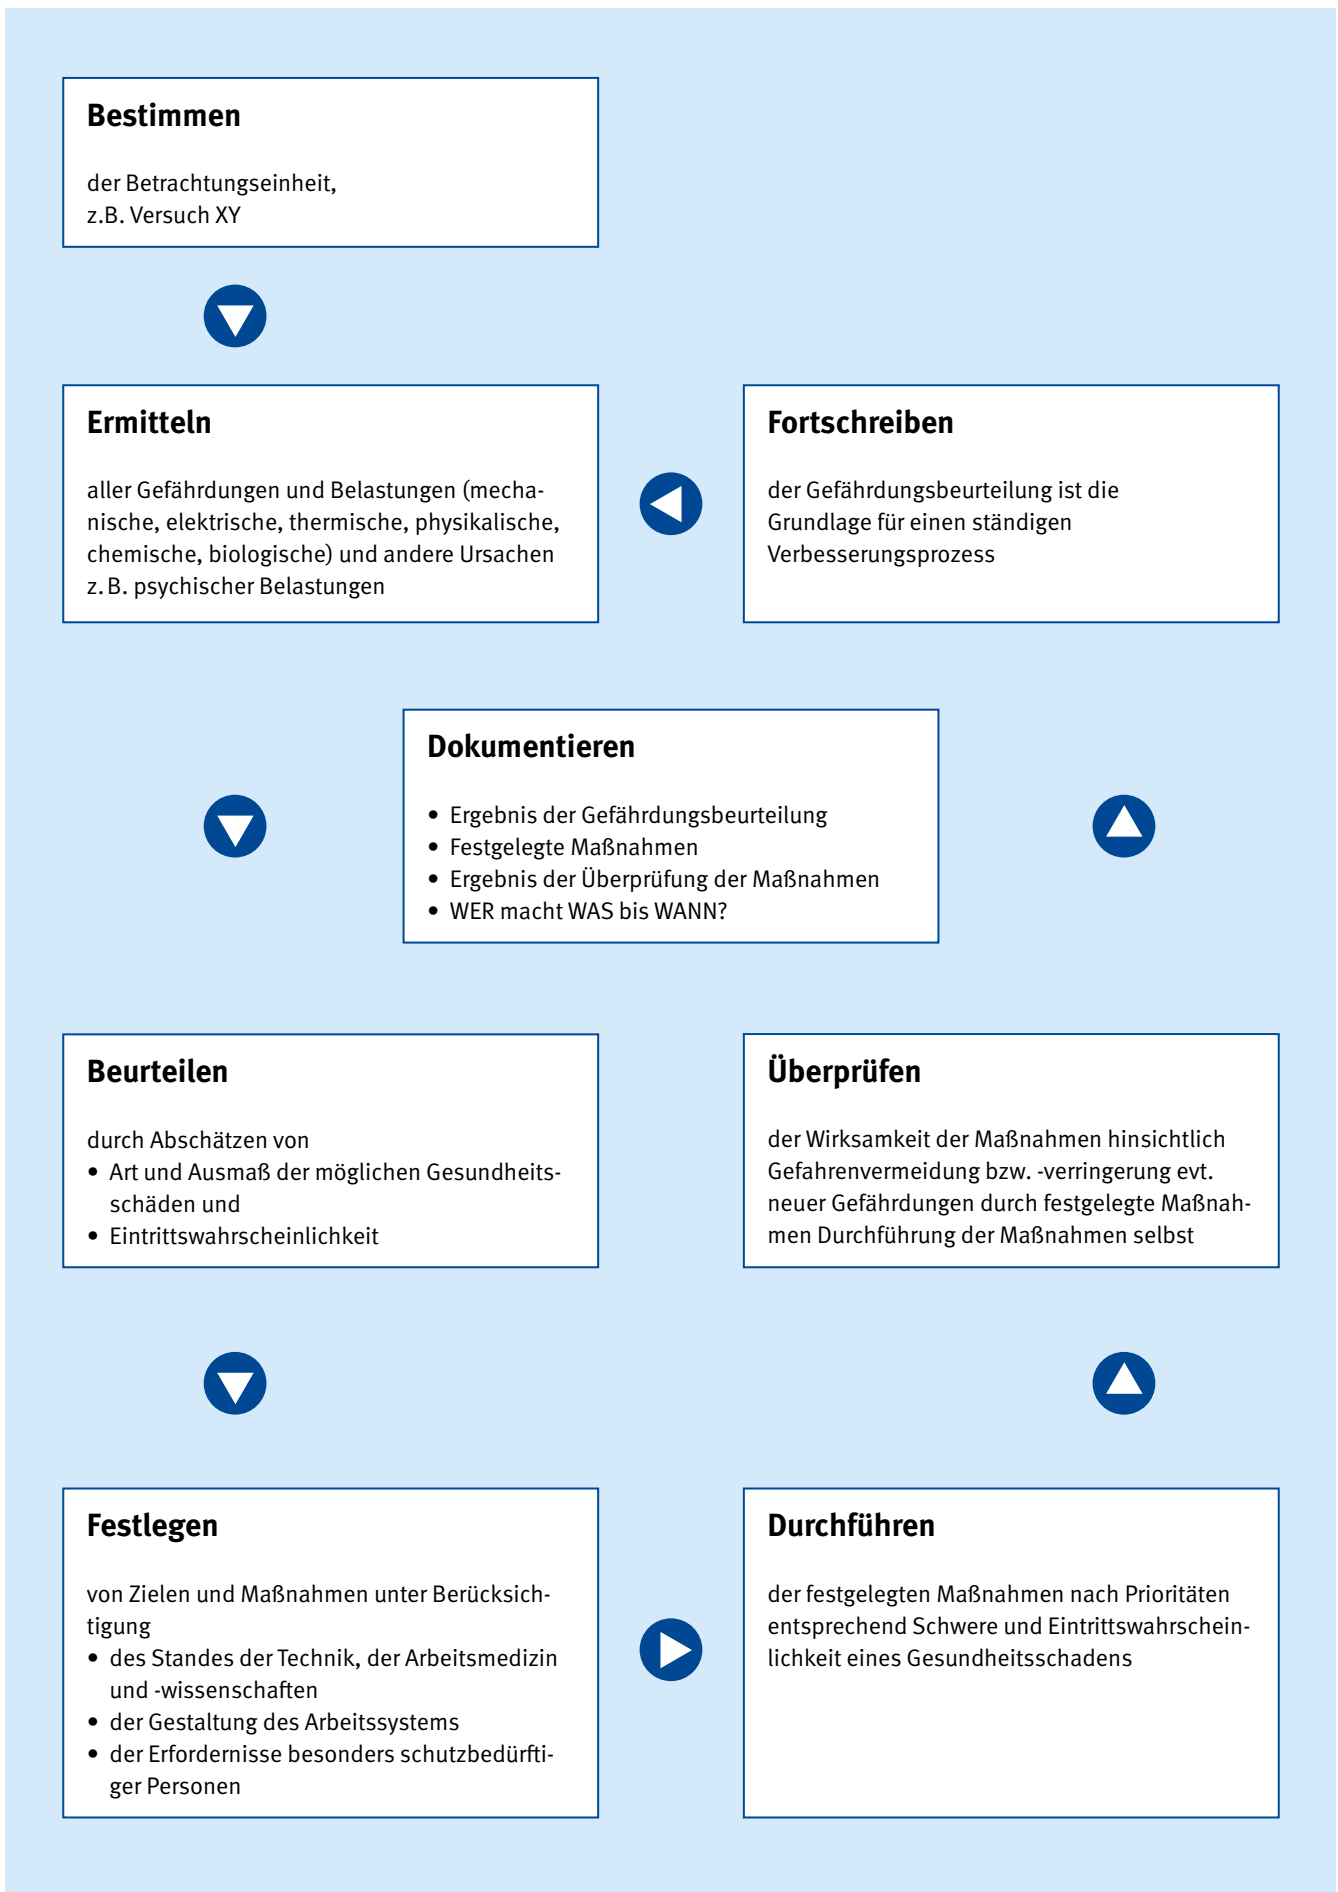 Bestimmen
der Betrachtungseinheit,
z.B. Versuch XY
Ermitteln
aller Gefährdungen und Belastungen (mecha-
nische, elektrische, thermische, physikalische,
chemische, biologische) und andere Ursachen
z. B. psychischer Belastungen
Fortschreiben
der Gefährdungsbeurteilung ist die
Grundlage für einen ständigen
Verbesserungsprozess
Dokumentieren
• Ergebnis der Gefährdungsbeurteilung
• Festgelegte Maßnahmen
• Ergebnis der Überprüfung der Maßnahmen
• WER macht WAS bis WANN?
Beurteilen
durch Abschätzen von
• Art und Ausmaß der möglichen Gesundheits-
schäden und
• Eintrittswahrscheinlichkeit
Überprüfen
der Wirksamkeit der Maßnahmen hinsichtlich
Gefahrenvermeidung bzw. -verringerung evt.
neuer Gefährdungen durch festgelegte Maßnah-
men Durchführung der Maßnahmen selbst
Festlegen
von Zielen und Maßnahmen unter Berücksich-
tigung
• des Standes der Technik, der Arbeitsmedizin
und -wissenschaften
• der Gestaltung des Arbeitssystems
• der Erfordernisse besonders schutzbedürfti-
ger Personen
Durchführen
der festgelegten Maßnahmen nach Prioritäten
entsprechend Schwere und Eintrittswahrschein-
lichkeit eines Gesundheitsschadens